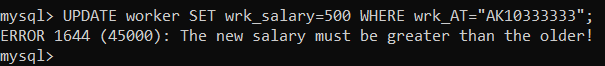 mysql> UPDATE worker SET wrk_salary=500 WHERE wrk_AT="AK10333333";
ERROR 1644 (45000): The new salary must be greater than the older!
mysql>